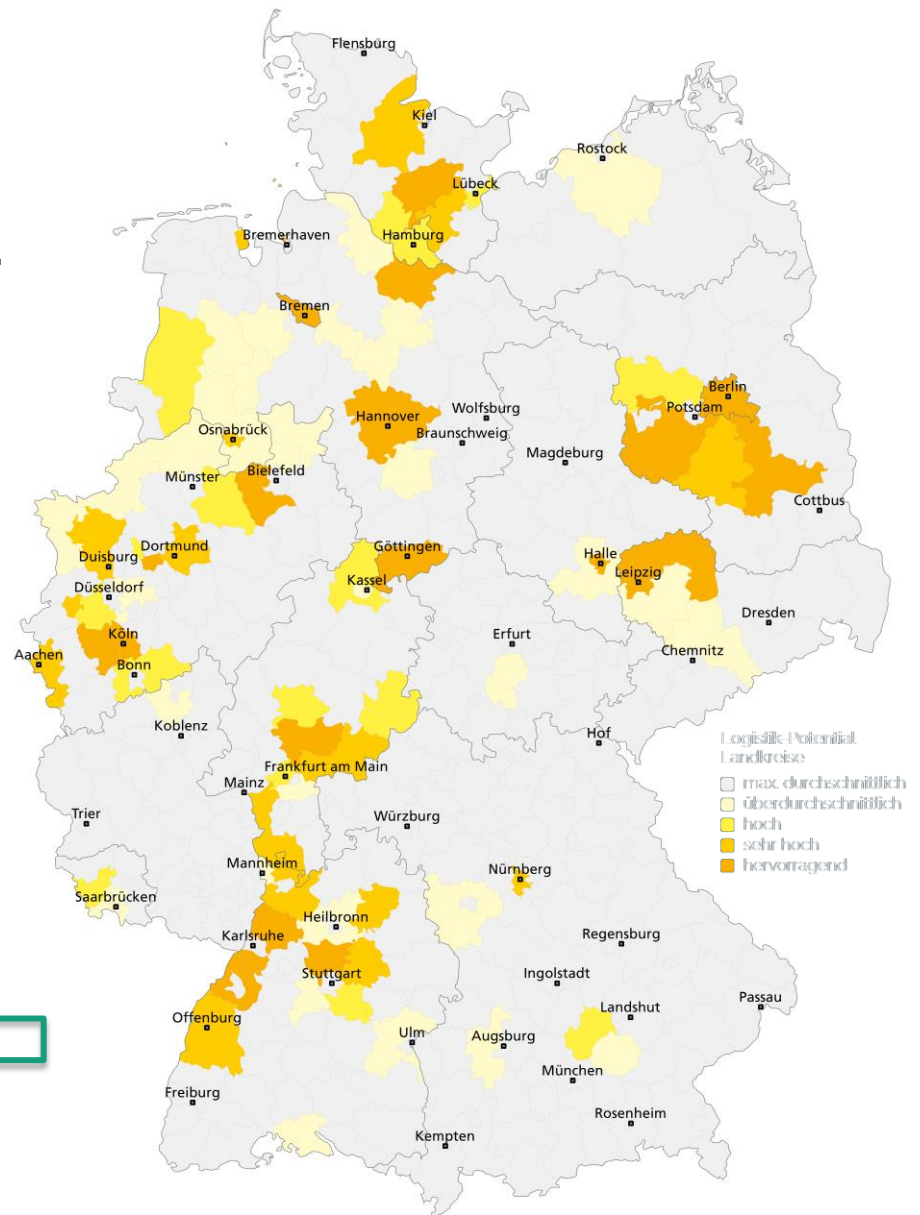 Flensburg
Kiel
Rostock
Lübeck
Hamburg
Bremerhaven
Bremen
Berlin
Potsdam
Wolfsburg
Hannover
Braunschweig
Osnabrück
Magdeburg
Bielefeld
Münster
Cottbus
Dortmund
Göttingen
Duisburg
Halle
Leipzig
Kassel
Düsseldorf
Dresden
Köln
Erfurt
Aachen
Chemnitz
Bonn
Koblenz
Hof
Logistik-Potential
Landkreise
max. durchschnittlich
überdurchschnittlich
hoch
sehr hoch
hervorragend
Frankfurt am Main
Mainz
Trier
Würzburg
Mannheim
Nürnberg
Saarbrücken
Heilbronn
Karlsruhe
Regensburg
Stuttgart
Ingolstadt
Landshut
Passau
Offenburg
Ulm
Augsburg
München
Freiburg
Rosenheim
Kempten